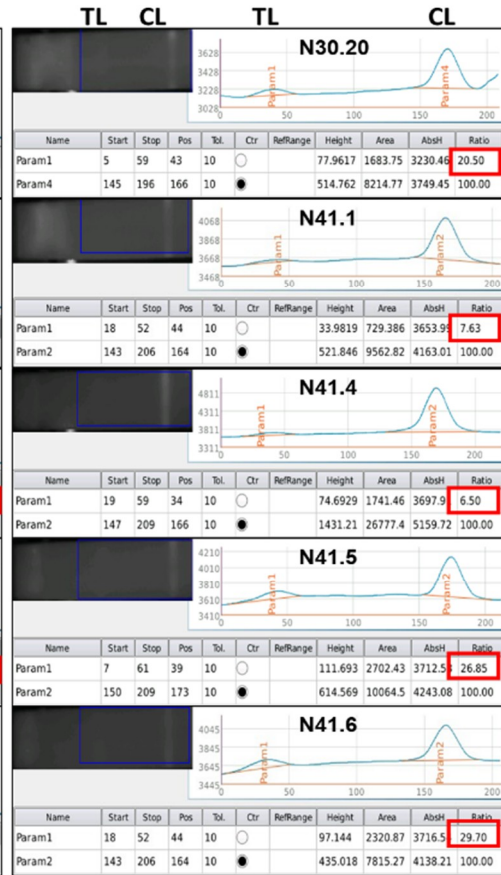 TL CL TL CL
N30.20
3628
3428
3228
3028
Param1
Param4
0 50 100 150 200
Name Start Stop Pos Tol. Ctr RefRange Height Area AbsH Ratio
Param1 5 59 43 10 77.9617 1683.75 3230.46 20.50
Param4 145 196 166 10 514.762 8214.77 3749.45 100.00
N41.1
4068
3868
3668
3468
Param1
Param2
0 50 100 150 200
Name Start Stop Pos Tol. Ctr RefRange Height Area AbsH Ratio
Param1 18 52 44 10 33.9819 729.386 3653.99 7.63
Param2 143 206 164 10 521.846 9562.82 4163.01 100.00
N41.4
4811
4311
3811
3311
Param1
Param2
0 50 100 150 200
Name Start Stop Pos Tol. Ctr RefRange Height Area AbsH Ratio
Param1 19 59 34 10 74.6929 1741.46 3697.9 6.50
Param2 147 209 166 10 1431.21 26777.4 5159.72 100.00
N41.5
4210
4010
3810
3610
3410
Param1
Param2
0 50 100 150 200
Name Start Stop Pos Tol. Ctr RefRange Height Area AbsH Ratio
Param1 7 61 39 10 111.693 2702.43 3712.5 26.85
Param2 150 209 173 10 614.569 10064.5 4243.08 100.00
N41.6
4045
3845
3645
3445
Param1
Param2
0 50 100 150 200
Name Start Stop Pos Tol. Ctr RefRange Height Area AbsH Ratio
Param1 18 52 44 10 97.144 2320.87 3716.5 29.70
Param2 143 206 164 10 435.018 7815.27 4138.21 100.00